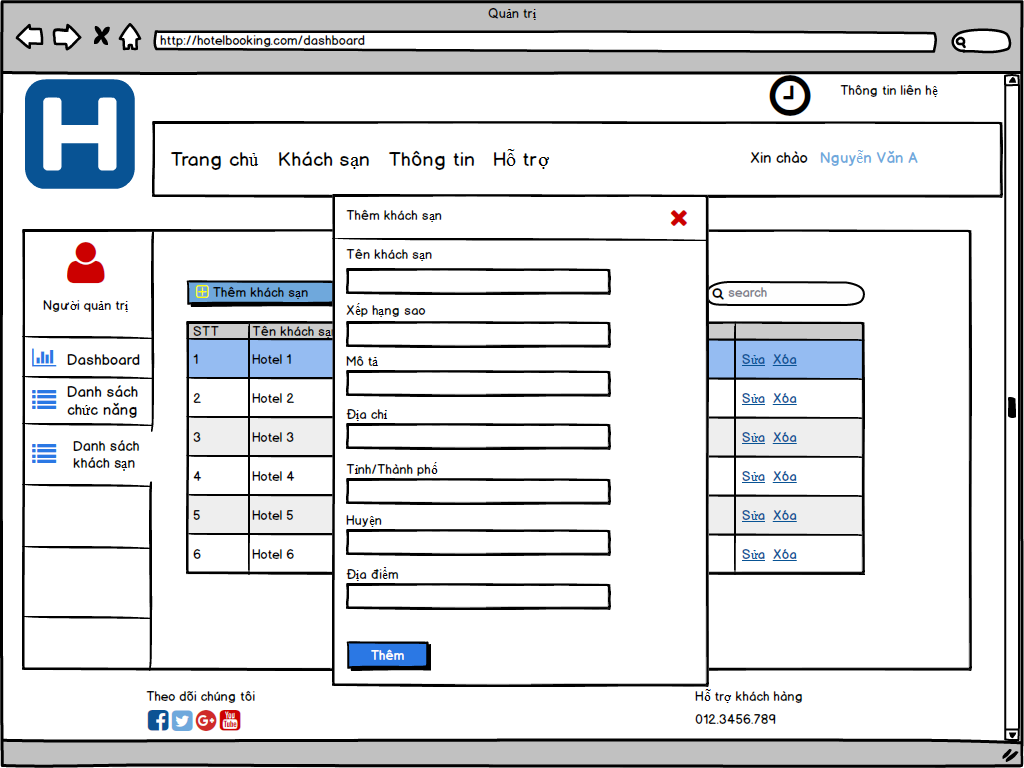 Quản trị
http://hotelbooking.com/dashboard
H
Thông tin liên hệ
Trang chủ Khách sạn Thông tin Hỗ trợ
Xin chào Nguyễn Văn A
Người quản trị
Dashboard
Danh sách
chức năng
Danh sách
khách sạn
Thêm khách sạn
search
STT Tên khách sạ
1 Hotel 1 Sửa Xóa
2 Hotel 2 Sửa Xóa
3 Hotel 3 Sửa Xóa
4 Hotel 4 Sửa Xóa
5 Hotel 5 Sửa Xóa
6 Hotel 6 Sửa Xóa
Thêm khách sạn
Tên khách sạn
Xếp hạng sao
Mô tả
Địa chỉ
Tỉnh/Thành phố
Huyện
Địa điểm
Thêm
Theo dõi chúng tôi
You
Tube
Hỗ trợ khách hàng
012.3456.789